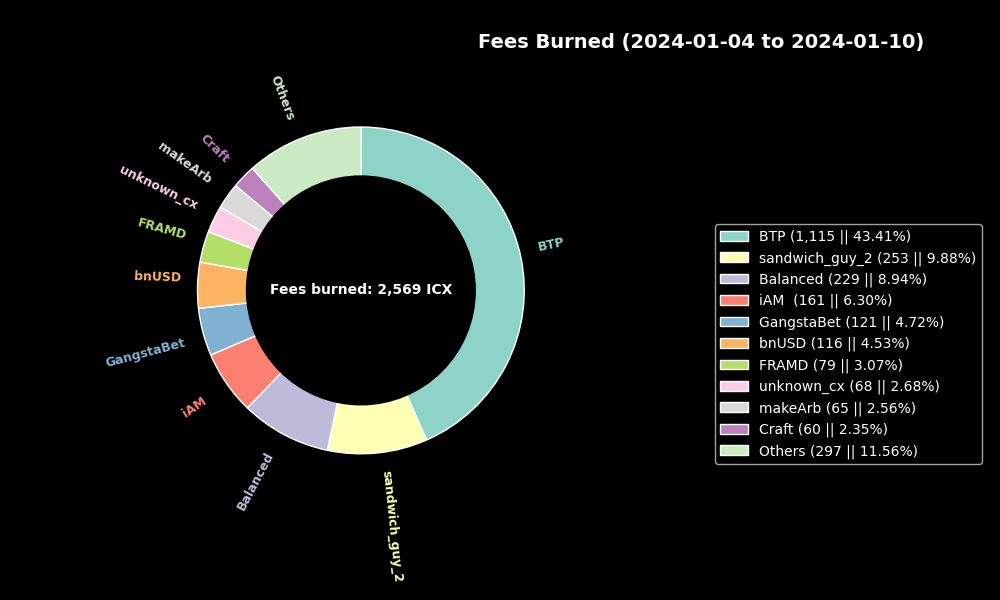 Fees Burned (2024-01-04 to 2024-01-10)
Others
Craft
makeArb
unknown_cx
FRAMD
bnUSD
GangstaBet
iAM
Balanced
sandwich_guy_2
BTP
Fees burned: 2,569 ICX
BTP (1,115 || 43.41%)
sandwich_guy_2 (253 || 9.88%)
Balanced (229 || 8.94%)
iAM  (161 || 6.30%)
GangstaBet (121 || 4.72%)
bnUSD (116 || 4.53%)
FRAMD (79 || 3.07%)
unknown_cx (68 || 2.68%)
makeArb (65 || 2.56%)
Craft (60 || 2.35%)
Others (297 || 11.56%)